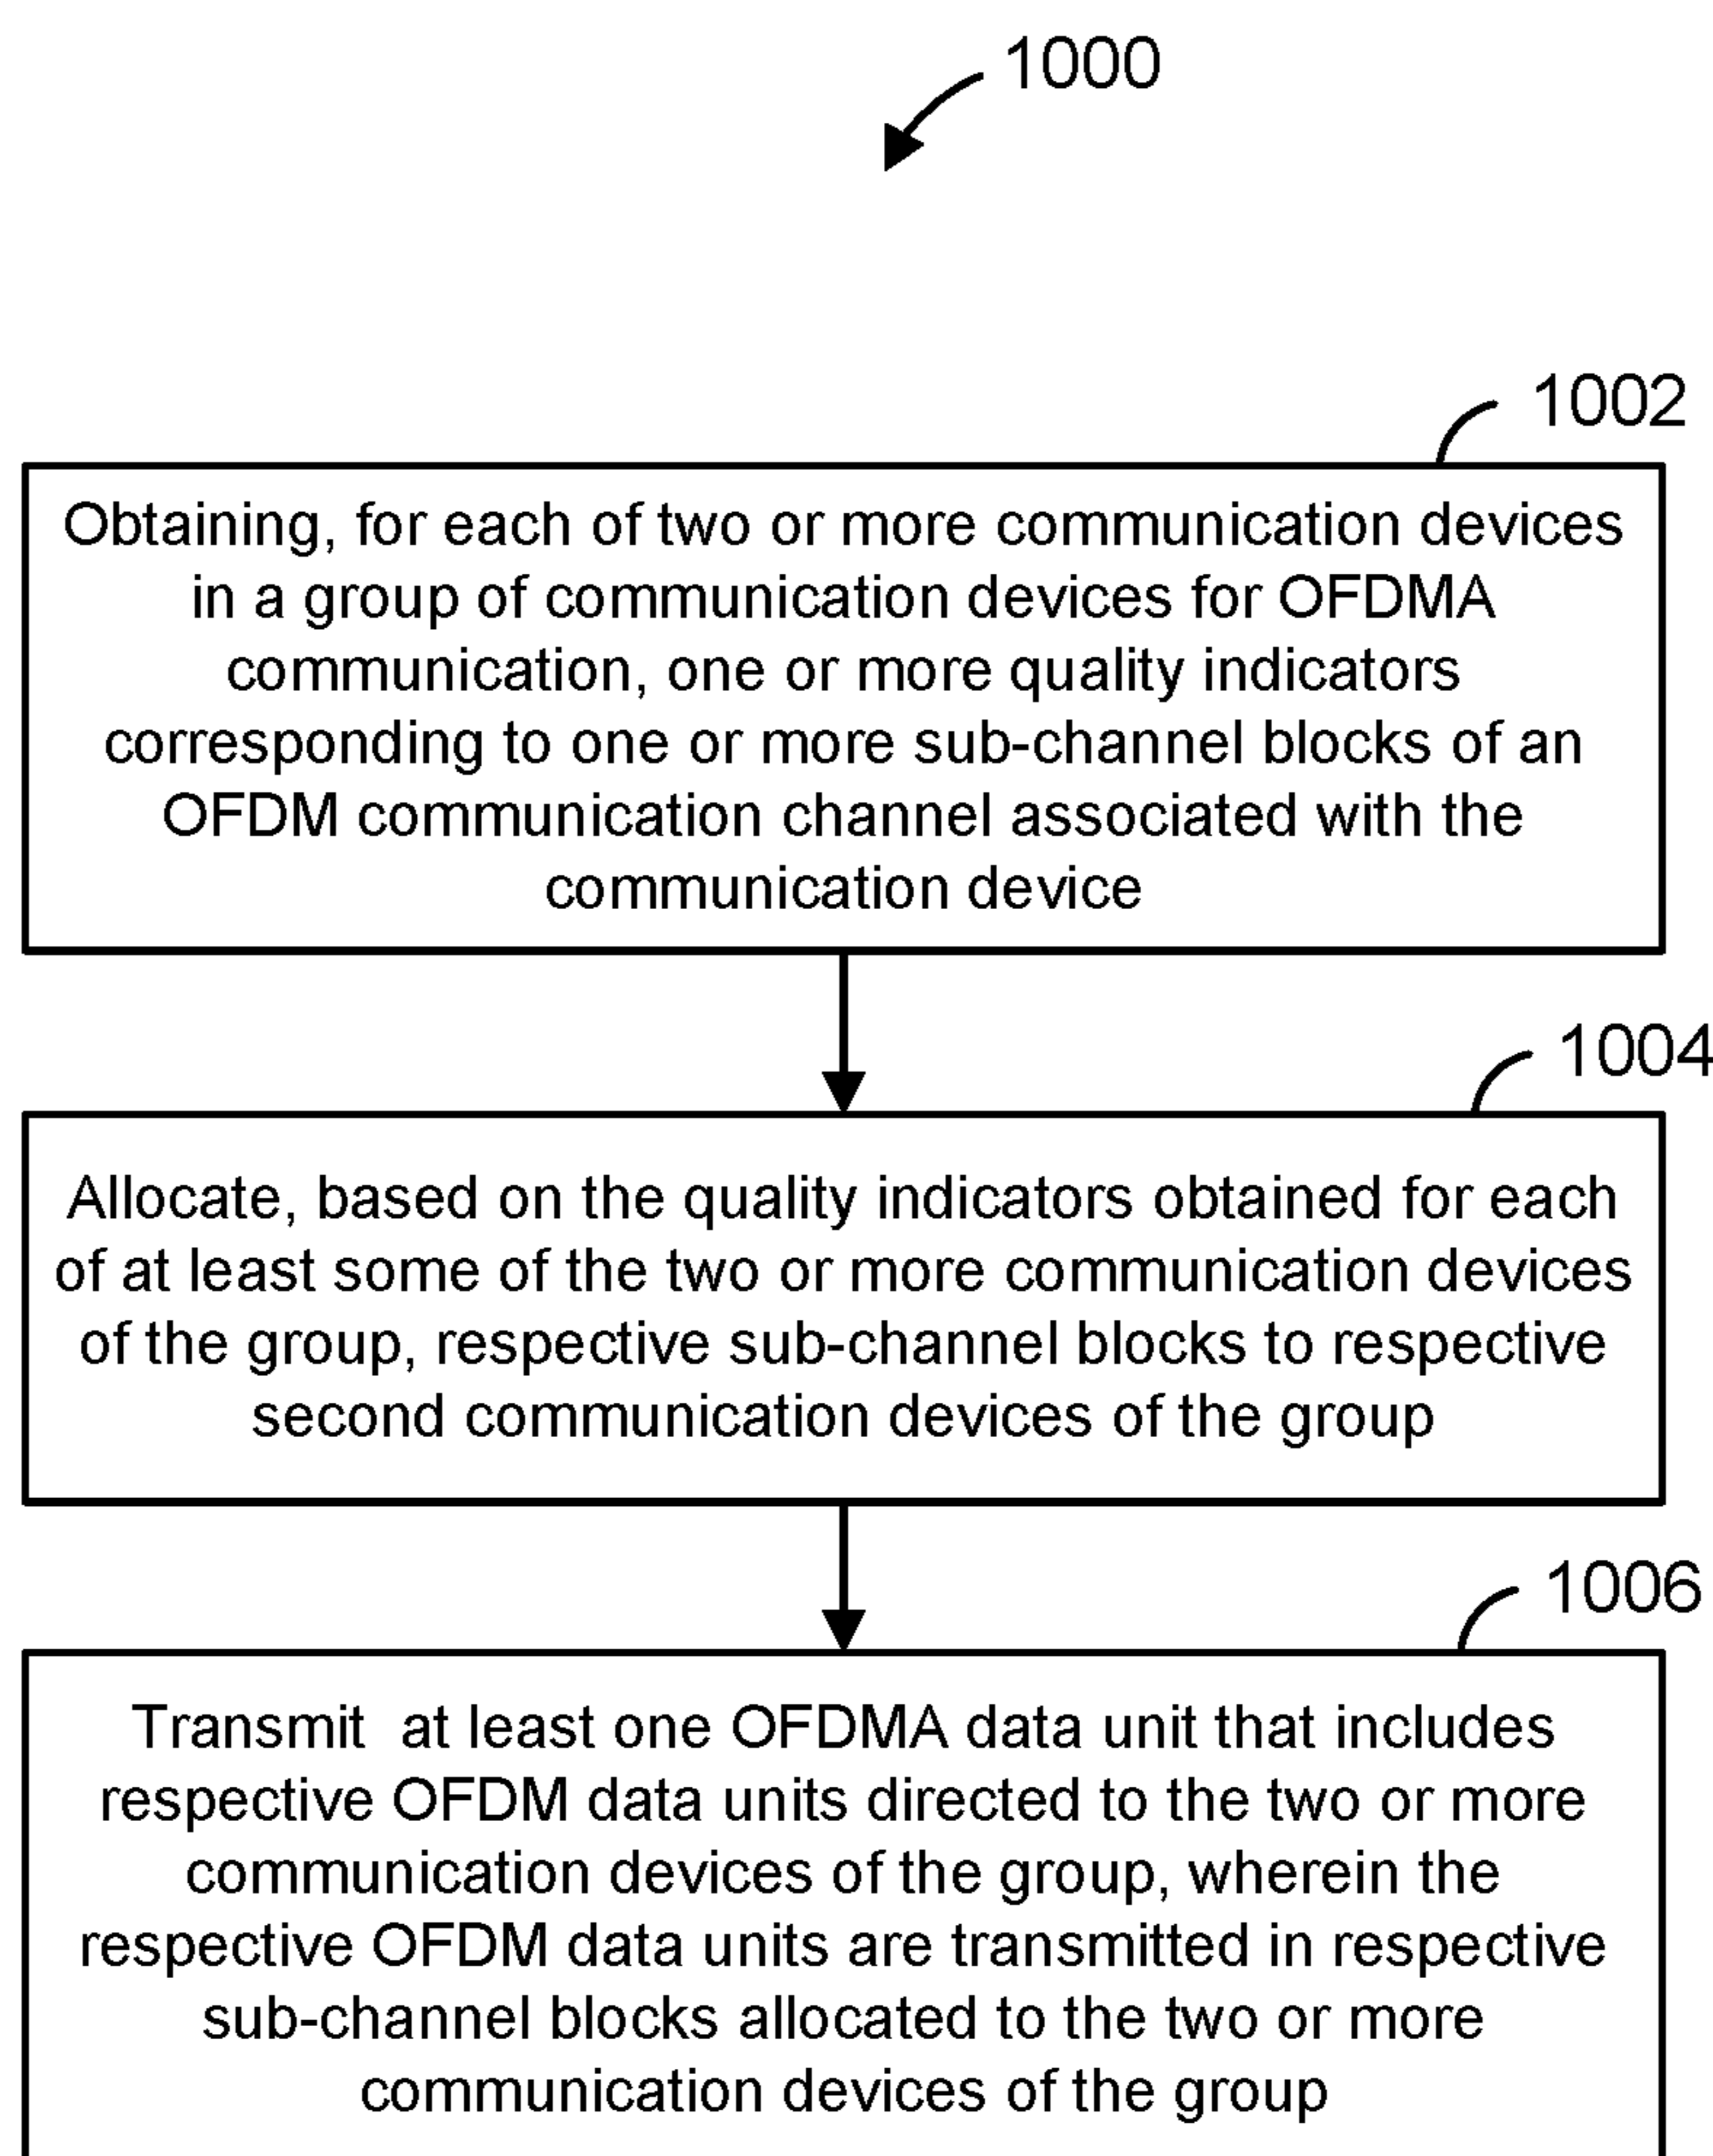 1000
1002
Obtaining, for each of two or more communication devices
in a group of communication devices for OFDMA
communication, one or more quality indicators
corresponding to one or more sub-channel blocks of an
OFDM communication channel associated with the
communication device
1004
Allocate, based on the quality indicators obtained for each
of at least some of the two or more communication devices
of the group, respective sub-channel blocks to respective
second communication devices of the group
1006
Transmit at least one OFDMA data unit that includes
respective OFDM data units directed to the two or more
communication devices of the group, wherein the
respective OFDM data units are transmitted in respective
sub-channel blocks allocated to the two or more
communication devices of the group